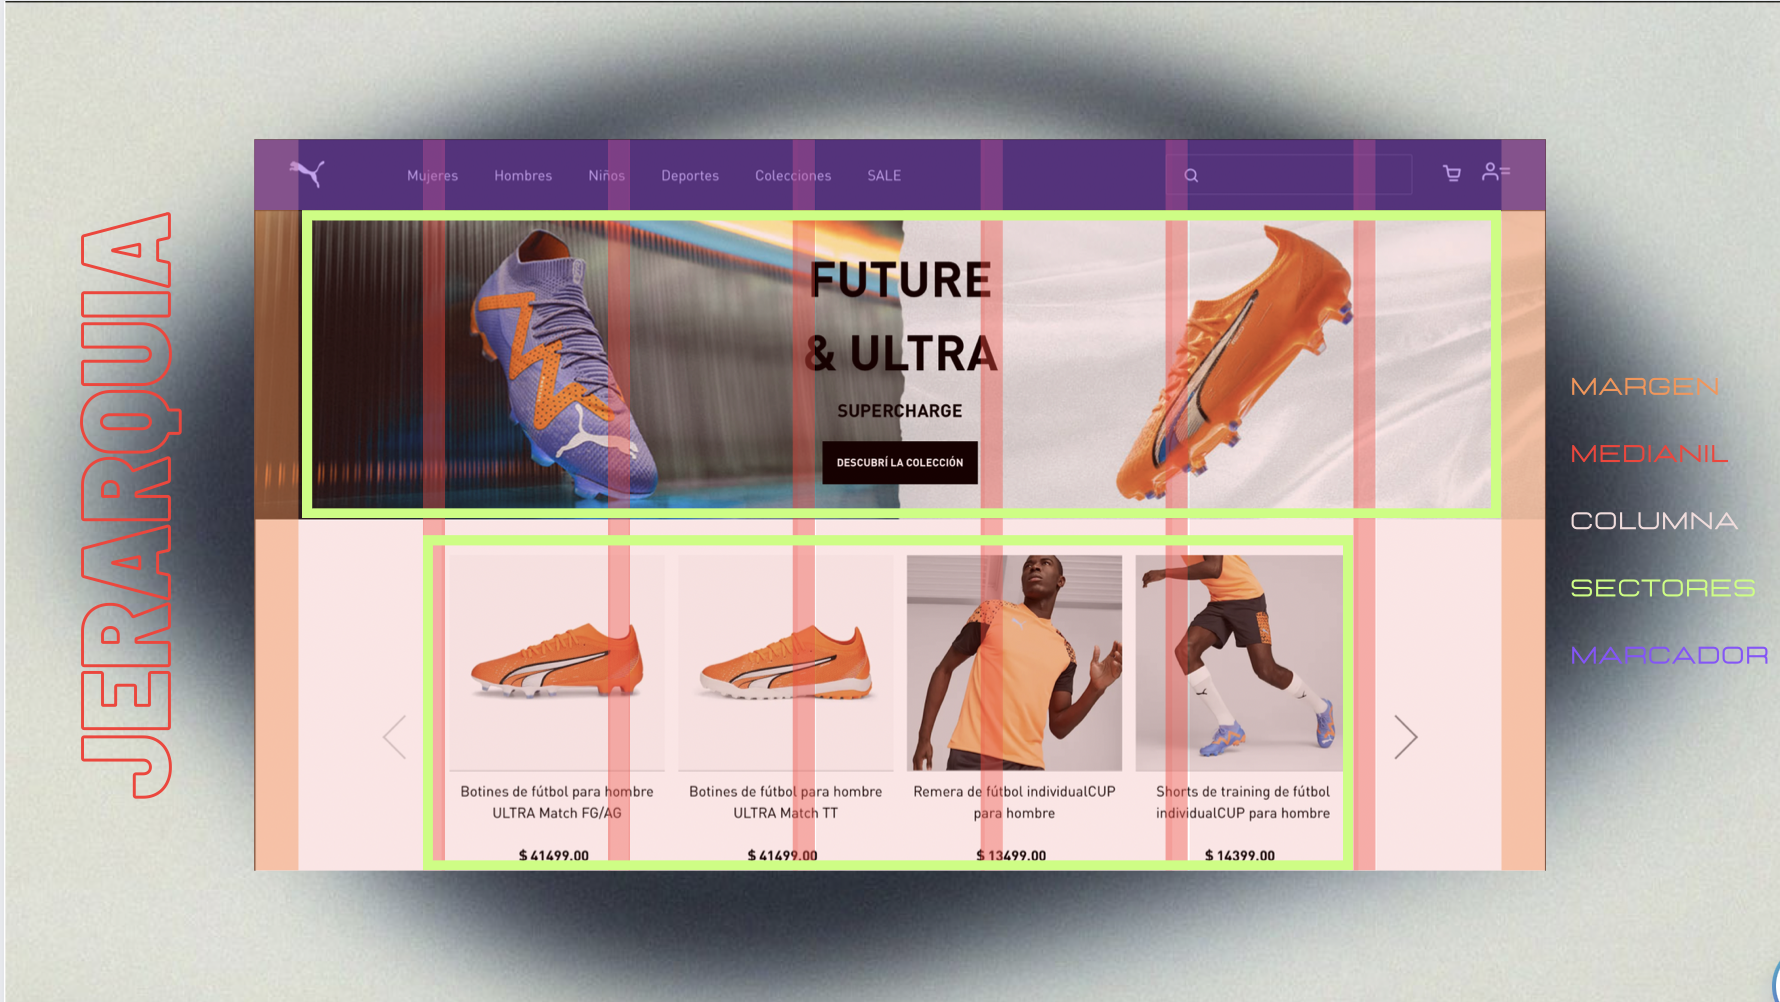 JERARQUIA
Mujeres Hombres Niños Deportes Colecciones SALE
FUTURE
& ULTRA
SUPERCHARGE
DESCUBRÍ LA COLECCIÓN
Botines de fútbol para hombre
ULTRA Match FG/AG
$ 41499.00
Botines de fútbol para hombre
ULTRA Match TT
$ 41499.00
Remera de fútbol individualCUP
para hombre
$ 13499.00
Shorts de training de fútbol
individualCUP para hombre
$ 14399.00
MARGEN
MEDIANIL
COLUMNA
SECTORES
MARCADOR